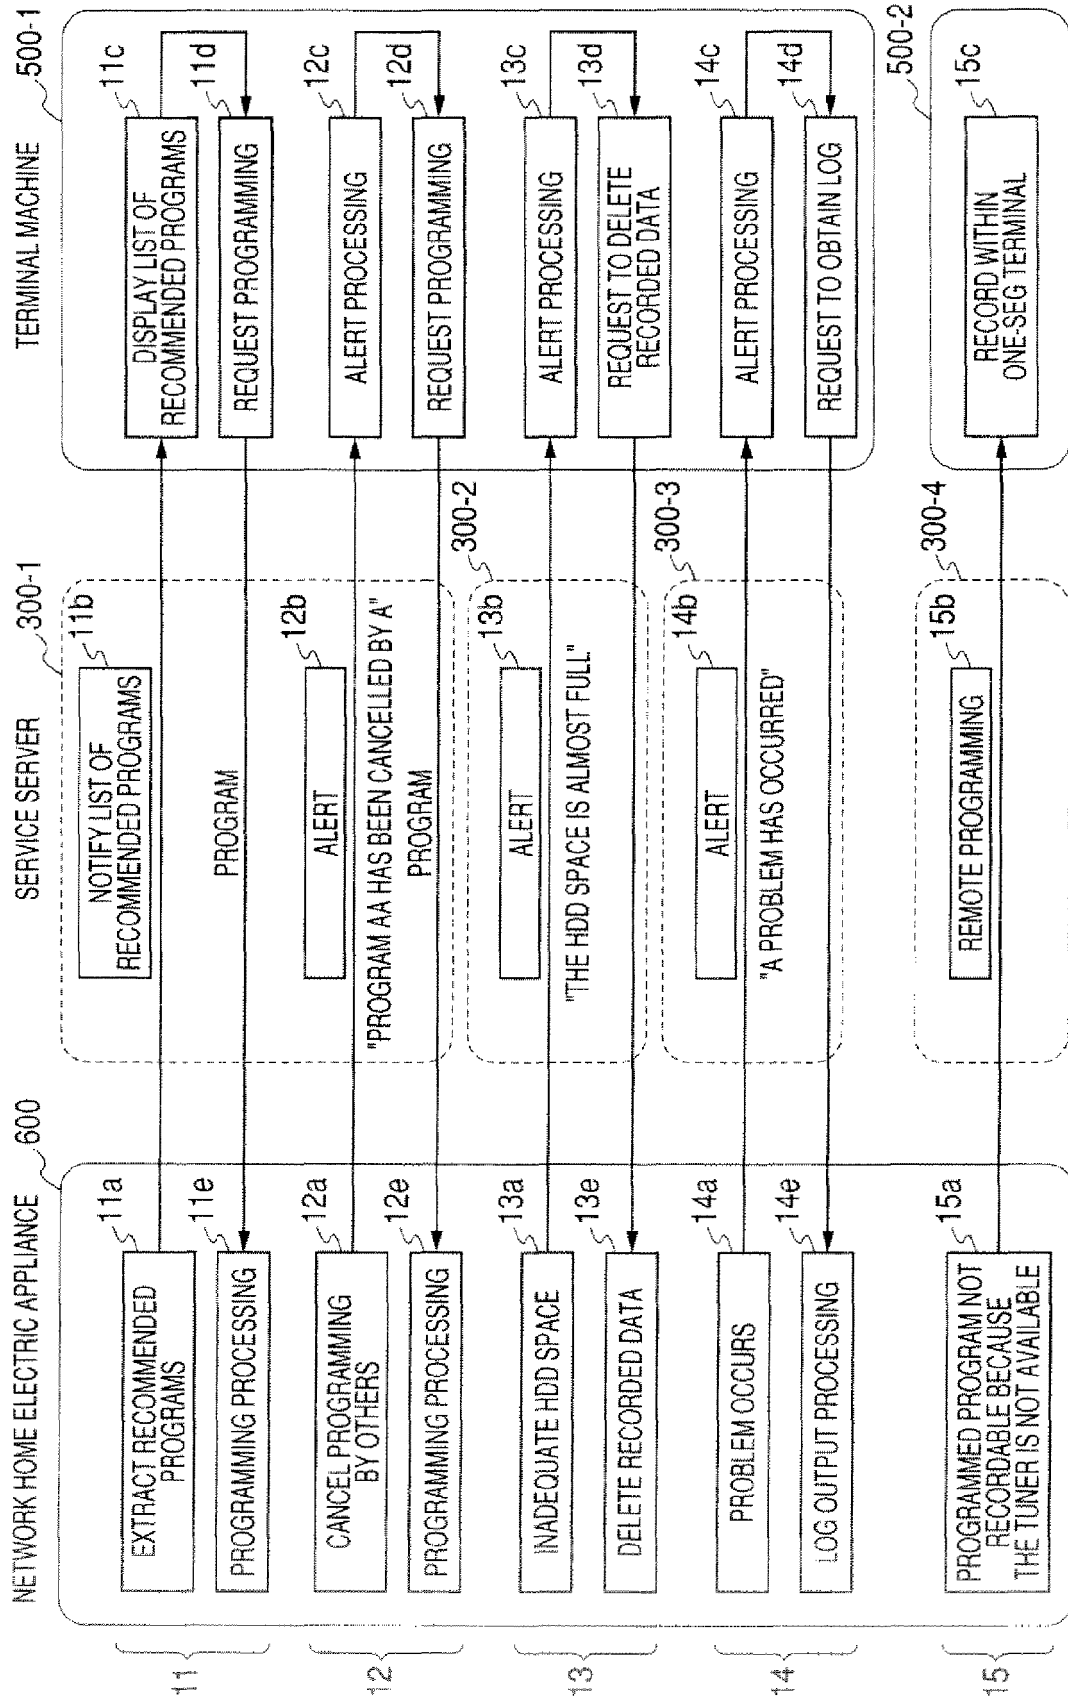 NETWORK HOME ELECTRIC APPLIANCE
600
SERVICE SERVER
300-1
TERMINAL MACHINE
500-1
11
11a
EXTRACT RECOMMENDED
PROGRAMS
11b
NOTIFY LIST OF
RECOMMENDED PROGRAMS
11c
DISPLAY LIST OF
RECOMMENDED PROGRAMS
11e
PROGRAMMING PROCESSING
PROGRAM
11d
REQUEST PROGRAMMING
12
12a
CANCEL PROGRAMMING
BY OTHERS
12b
ALERT
12c
ALERT PROCESSING
"PROGRAM AA HAS BEEN CANCELLED BY A"
12e
PROGRAMMING PROCESSING
PROGRAM
12d
REQUEST PROGRAMMING
300-2
13
13a
INADEQUATE HDD SPACE
13b
ALERT
13c
ALERT PROCESSING
"THE HDD SPACE IS ALMOST FULL."
13e
DELETE RECORDED DATA
13d
REQUEST TO DELETE
RECORDED DATA
300-3
14
14a
PROBLEM OCCURS
14b
ALERT
14c
ALERT PROCESSING
"A PROBLEM HAS OCCURRED"
14e
LOG OUTPUT PROCESSING
14d
REQUEST TO OBTAIN LOG
300-4
500-2
15
15a
PROGRAMMED PROGRAM NOT
RECORDABLE BECAUSE
THE TUNER IS NOT AVAILABLE
15b
REMOTE PROGRAMMING
15c
RECORD WITHIN
ONE-SEG TERMINAL